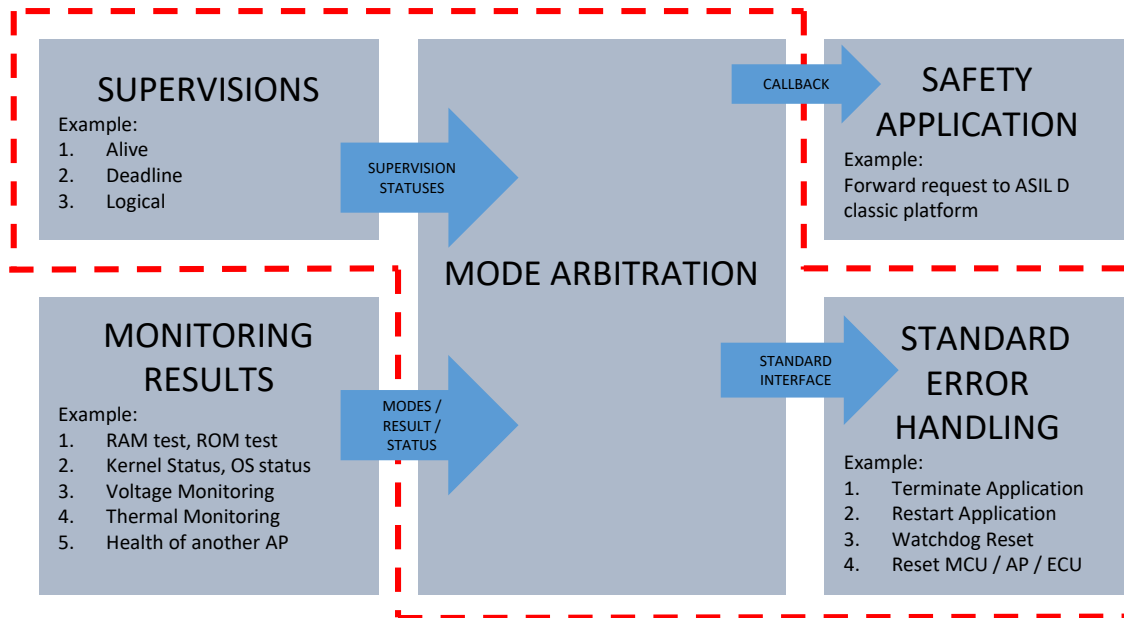 SUPERVISIONS
Example:
1. Alive
2. Deadline
3. Logical
SUPERVISION
STATUSES
MODE ARBITRATION
CALLBACK
SAFETY
APPLICATION
Example:
Forward request to ASIL D
classic platform
MONITORING
RESULTS
Example:
1. RAM test, ROM test
2. Kernel Status, OS status
3. Voltage Monitoring
4. Thermal Monitoring
5. Health of another AP
MODES /
RESULT /
STATUS
STANDARD
INTERFACE
STANDARD
ERROR
HANDLING
Example:
1. Terminate Application
2. Restart Application
3. Watchdog Reset
4. Reset MCU / AP / ECU